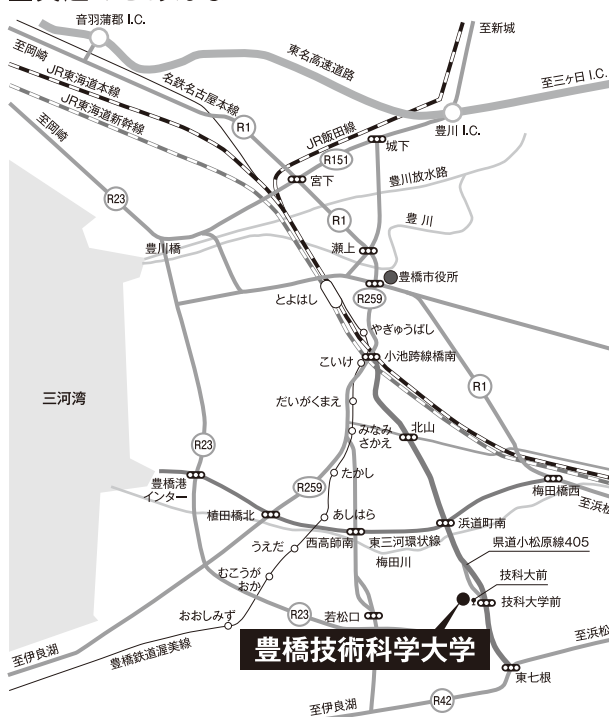 音羽蒲郡 I.C.
至新城
至岡崎
東名高速道路
名鉄名古屋本線
至三ヶ日 I.C.
JR東海道本線
JR東海道新幹線
R1
豊川 I.C.
至岡崎
JR飯田線
城下
R151
宮下
豊川放水路
R23
R1
豊川
豊川橋
瀬上
豊橋市役所
とよはし
R259
やぎゅうばし
こいけ
小池跨線橋南
R1
三河湾
だいがくまえ
みなみ
さかえ
北山
R23
豊橋港
インター
たかし
R259
梅田橋西
至浜松
植田橋北
あしはら
浜道町南
西高師南
東三河環状線
うえだ
梅田川
県道小松原線405
むこうが
おか
技科大前
技科大学前
おおしみず
R23
若松口
豊橋技術科学大学
至浜松
至伊良湖
豊橋鉄道渥美線
東七根
至伊良湖
R42